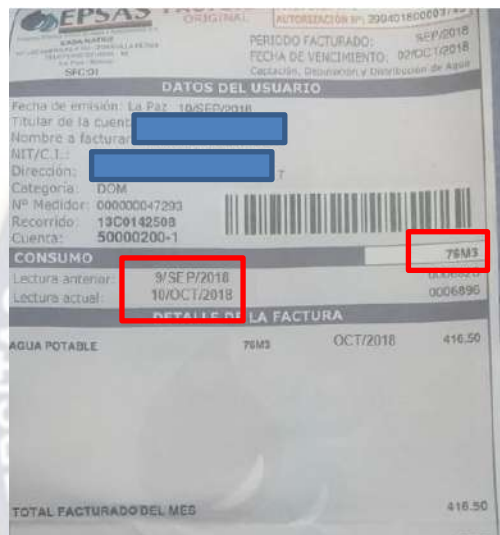 EPSAS
ORIGINAL
PERIODO FACTURADO: SEP/2018
FECHA DE VENCIMIENTO: 02/OCT/2018
Captación, Depuración y Distribución de Agua
SFC:01
DATOS DEL USUARIO
Fecha de emisión: La Paz 10/SEP/2018
Titular de la cuenta
Nombre a facturar
NIT/C.I.:
Dirección: T
Categoría: DOM
Nº Medidor: 000000047293
Recorrido: 13C0142508
Cuenta: 50000200-1
CONSUMO 76M3
Lectura anterior: 9/SEP/2018
Lectura actual: 10/OCT/2018 0006896
DETALLE DE LA FACTURA
AGUA POTABLE 76M3 OCT/2018 416.50
TOTAL FACTURADO DEL MES 416.50